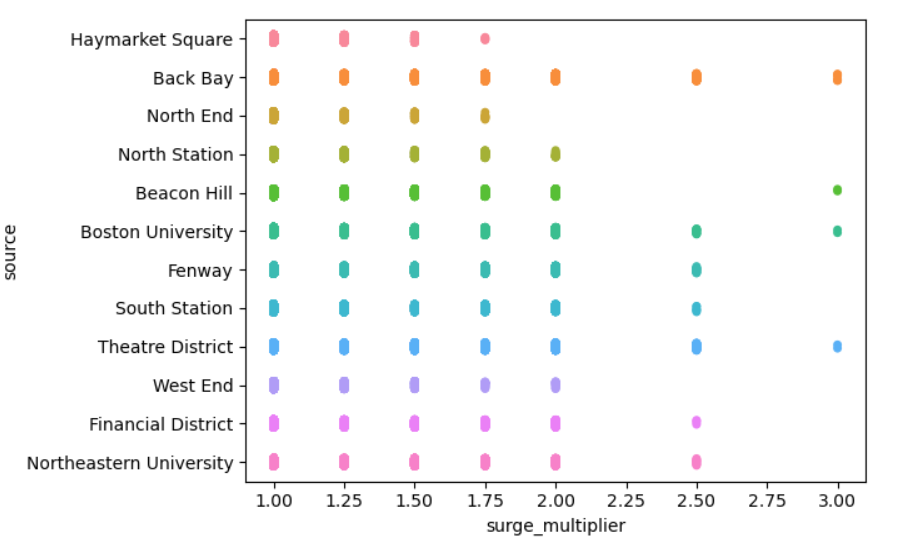 Haymarket Square
Back Bay
North End
North Station
Beacon Hill
Boston University
Fenway
South Station
Theatre District
West End
Financial District
Northeastern University
source
1.00 1.25 1.50 1.75 2.00 2.25 2.50 2.75 3.00
surge_multiplier